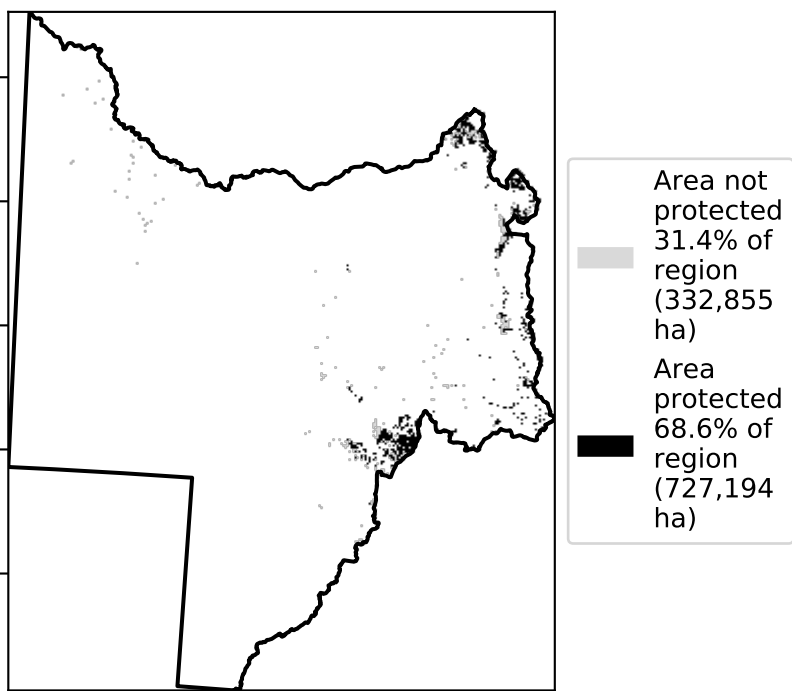 Area not
protected
31.4% of
region
(332,855
ha)
Area
protected
68.6% of
region
(727,194
ha)